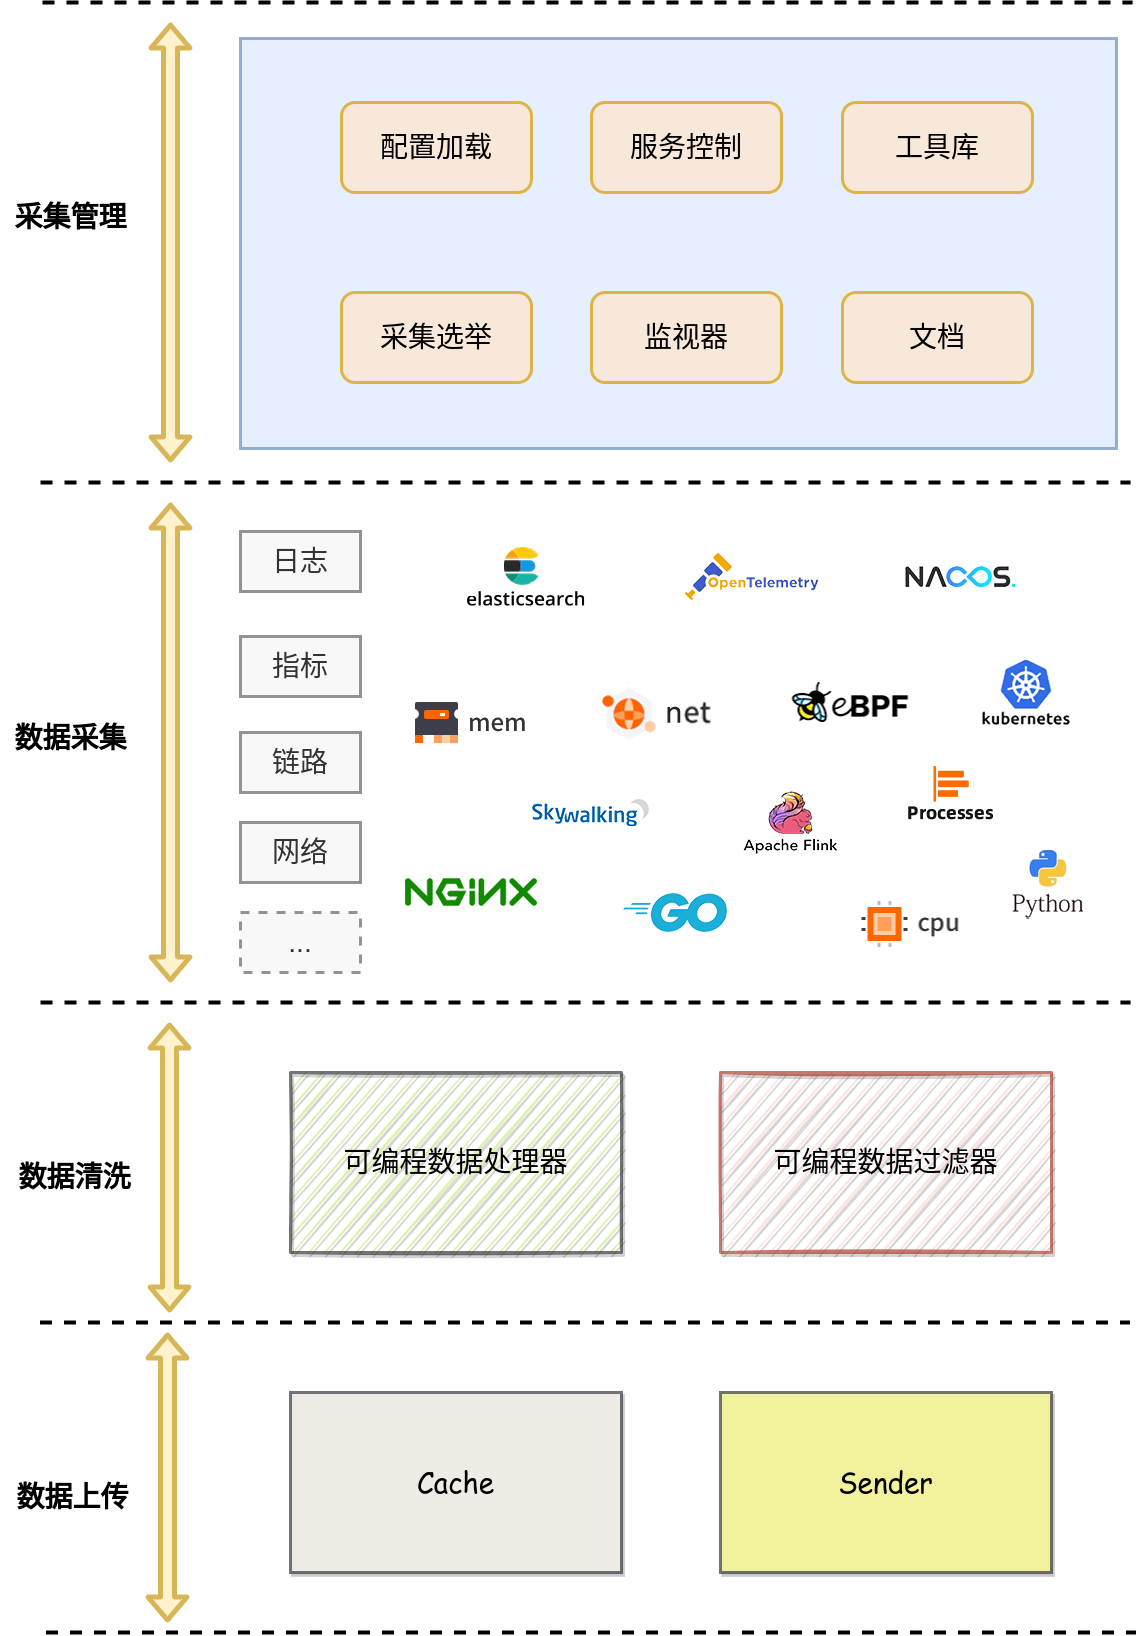 采集管理
配置加载
服务控制
工具库
采集选举
监视器
文档
数据采集
日志
指标
链路
网络
...
elasticsearch
OpenTelemetry
NACOS.
mem
net
eBPF
kubernetes
Skywalking
Apache Flink
Processes
NGINX
GO
cpu
Python
数据清洗
可编程数据处理器
可编程数据过滤器
数据上传
Cache
Sender